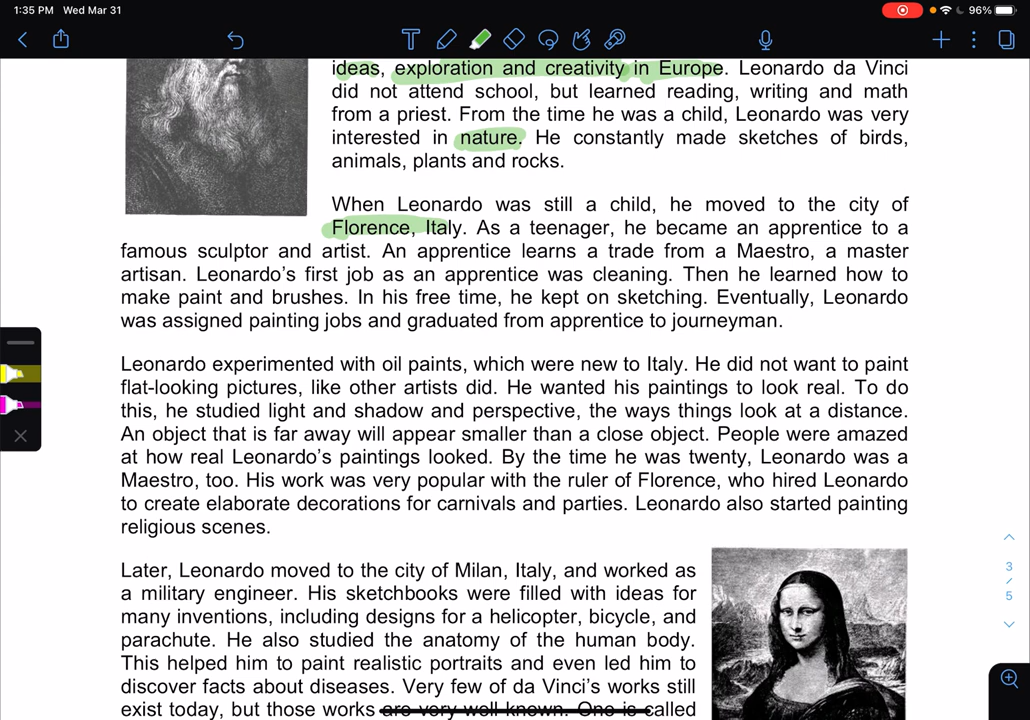 1:35 PM Wed Mar 31
96%
ideas, exploration and creativity in Europe. Leonardo da Vinci
did not attend school, but learned reading, writing and math
from a priest. From the time he was a child, Leonardo was very
interested in nature. He constantly made sketches of birds,
animals, plants and rocks.
When Leonardo was still a child, he moved to the city of
Florence, Italy. As a teenager, he became an apprentice to a
famous sculptor and artist. An apprentice learns a trade from a Maestro, a master
artisan. Leonardo's first job as an apprentice was cleaning. Then he learned how to
make paint and brushes. In his free time, he kept on sketching. Eventually, Leonardo
was assigned painting jobs and graduated from apprentice to journeyman.
Leonardo experimented with oil paints, which were new to Italy. He did not want to paint
flat-looking pictures, like other artists did. He wanted his paintings to look real. To do
this, he studied light and shadow and perspective, the ways things look at a distance.
An object that is far away will appear smaller than a close object. People were amazed
at how real Leonardo's paintings looked. By the time he was twenty, Leonardo was a
Maestro, too. His work was very popular with the ruler of Florence, who hired Leonardo
to create elaborate decorations for carnivals and parties. Leonardo also started painting
religious scenes.
Later, Leonardo moved to the city of Milan, Italy, and worked as
a military engineer. His sketchbooks were filled with ideas for
many inventions, including designs for a helicopter, bicycle, and
parachute. He also studied the anatomy of the human body.
This helped him to paint realistic portraits and even led him to
discover facts about diseases. Very few of da Vinci's works still
exist today, but those works are very well known. One is called
3
/
5